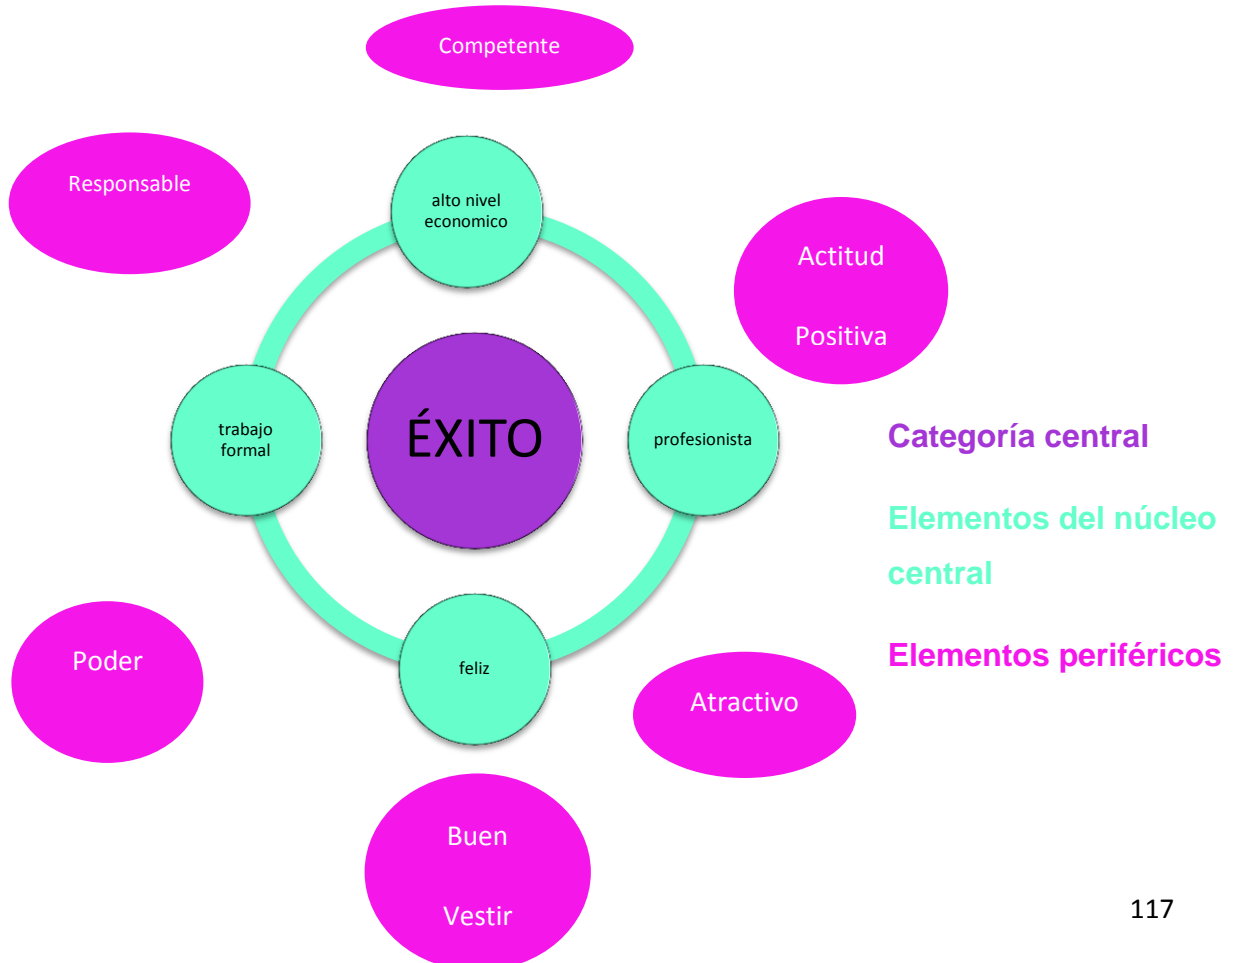 Competente
Responsable
alto nivel
economico
Actitud
Positiva
trabajo
formal
ÉXITO
profesionista
Categoría central
Elementos del núcleo
central
Elementos periféricos
Poder
feliz
Atractivo
Buen
Vestir
117